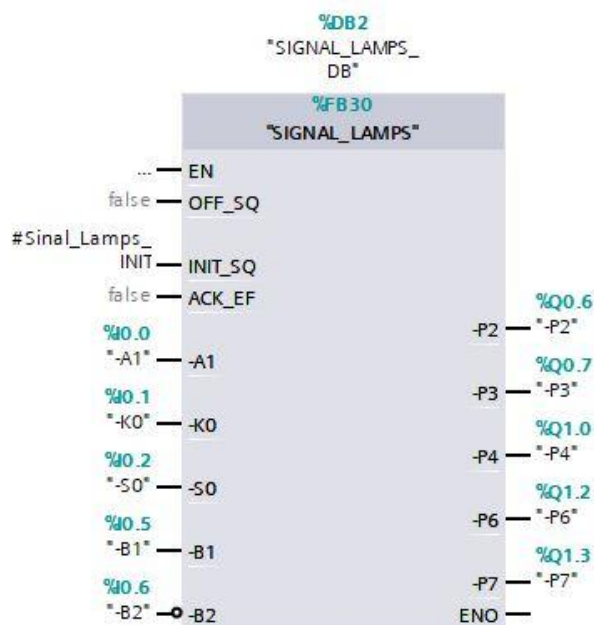 %DB2
"SIGNAL_LAMPS_
DB"
%FB30
"SIGNAL_LAMPS"
... EN
false OFF_SQ
#Sinal_Lamps_
INIT INIT_SQ
false ACK_EF
%I0.0
"-A1" -A1
%I0.1
"-K0" -K0
%I0.2
"-S0" -S0
%I0.5
"-B1" -B1
%I0.6
"-B2" -B2
%Q0.6
-P2 "-P2"
%Q0.7
-P3 "-P3"
%Q1.0
-P4 "-P4"
%Q1.2
-P6 "-P6"
%Q1.3
-P7 "-P7"
ENO